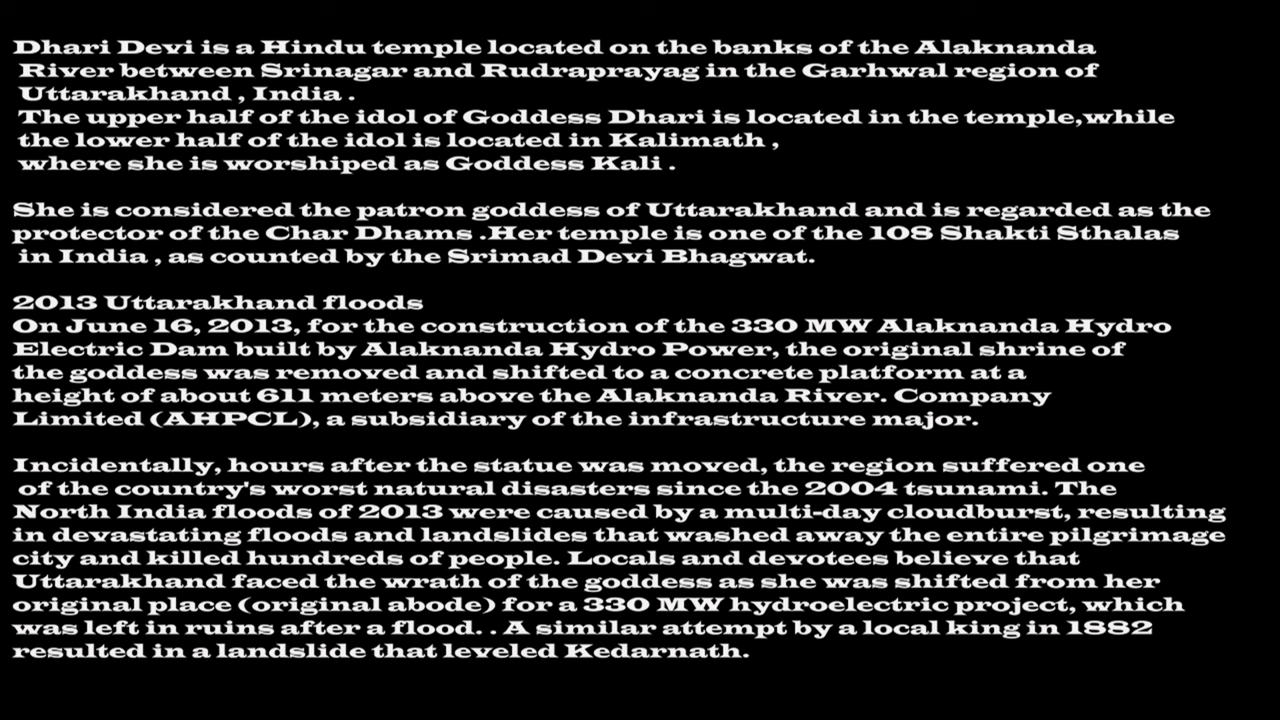 Dhari Devi is a Hindu temple located on the banks of the Alaknanda
River between Srinagar and Rudraprayag in the Garhwal region of
Uttarakhand , India .
The upper half of the idol of Goddess Dhari is located in the temple,while
the lower half of the idol is located in Kalimath ,
where she is worshiped as Goddess Kali .
She is considered the patron goddess of Uttarakhand and is regarded as the
protector of the Char Dhams .Her temple is one of the 108 Shakti Sthalas
in India , as counted by the Srimad Devi Bhagwat.
2013 Uttarakhand floods
On June 16, 2013, for the construction of the 330 MW Alaknanda Hydro
Electric Dam built by Alaknanda Hydro Power, the original shrine of
the goddess was removed and shifted to a concrete platform at a
height of about 611 meters above the Alaknanda River. Company
Limited (AHPCL), a subsidiary of the infrastructure major.
Incidentally, hours after the statue was moved, the region suffered one
of the country's worst natural disasters since the 2004 tsunami. The
North India floods of 2013 were caused by a multi-day cloudburst, resulting
in devastating floods and landslides that washed away the entire pilgrimage
city and killed hundreds of people. Locals and devotees believe that
Uttarakhand faced the wrath of the goddess as she was shifted from her
original place (original abode) for a 330 MW hydroelectric project, which
was left in ruins after a flood. . A similar attempt by a local king in 1882
resulted in a landslide that leveled Kedarnath.